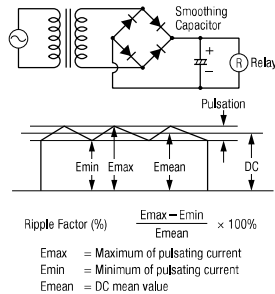 Smoothing
Capacitor
+
−
R
Relay
Pulsation
Emin
Emax
Emean
DC
Ripple Factor (%)
Emax−Emin
Emean
× 100%
Emax = Maximum of pulsating current
Emin = Minimum of pulsating current
Emean = DC mean value